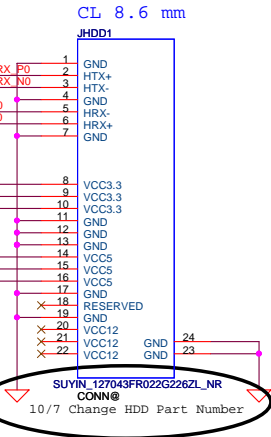 CL 8.6 mm
JHDD1
RX_P0
RX_N0
1 GND
2 HTX+
3 HTX-
4 GND
5 HRX-
6 HRX+
7 GND
8 VCC3.3
9 VCC3.3
10 VCC3.3
11 GND
12 GND
13 GND
14 VCC5
15 VCC5
16 VCC5
17 GND
18 RESERVED
19 GND
20 VCC12
21 VCC12 GND 24
22 VCC12 GND 23
SUYIN_127043FR022G226ZL_NR
CONN@
10/7 Change HDD Part Number